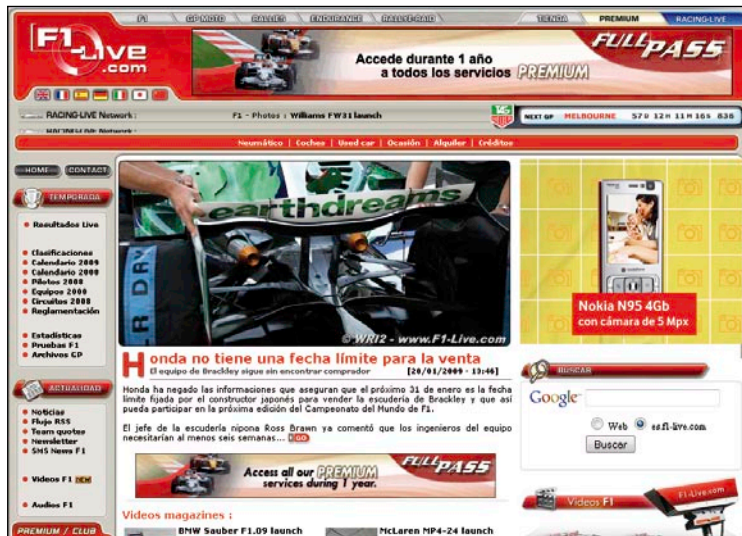 F1
GP MOTO
RALLIES
ENDURANCE
RALLYE-RAID
TIENDA
PREMIUM
RACING-LIVE
F1-Live
.com
Accede durante 1 año
a todos los servicios PREMIUM
FULLPASS
RACING-LIVE Network :
F1 - Photos : Williams FW31 launch
NEXT GP MELBOURNE 57D 12H 11M 16S 836
Neumático | Coches | Used car | Ocasión | Alquiler | Créditos
HOME
CONTACT
TEMPORADA
Resultados Live
Clasificaciones
Calendario 2009
Calendario 2008
Pilotos 2008
Equipos 2008
Circuitos 2008
Reglamentación
Estadísticas
Pruebas F1
Archivos GP
ACTUALIDAD
Noticias
Flujo RSS
Team quotes
Newsletter
SMS News F1
Videos F1 NEW
Audios F1
PREMIUM / CLUB
earthdreams
© WRI2 - www.F1-Live.com
Honda no tiene una fecha límite para la venta
El equipo de Brackley sigue sin encontrar comprador [20/01/2009 - 13:46]
Honda ha negado las informaciones que aseguran que el próximo 31 de enero es la fecha
límite fijada por el constructor japonés para vender la escudería de Brackley y que así
pueda participar en la próxima edición del Campeonato del Mundo de F1.
El jefe de la escudería nipona Ross Brawn ya comentó que los ingenieros del equipo
necesitarían al menos seis semanas... GO
Access all our PREMIUM
services during 1 year.
FULLPASS
Videos magazines :
BMW Sauber F1.09 launch
McLaren MP4-24 launch
Nokia N95 4Gb
con cámara de 5 Mpx
BUSCAR
Google
Web
es.f1-live.com
Buscar
Videos F1
F1-Live.com